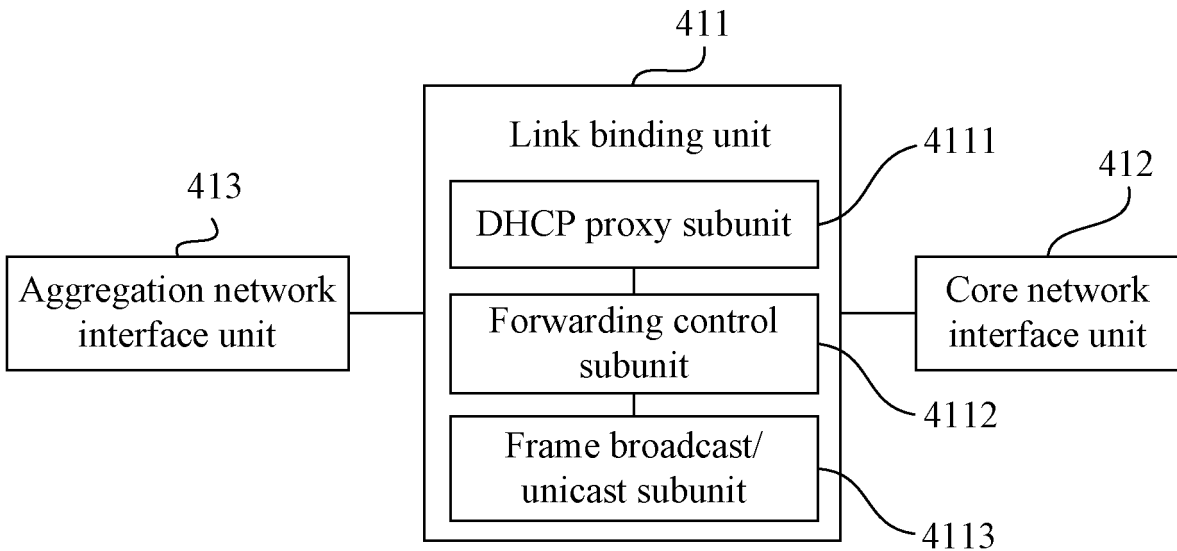 411
Link binding unit
4111
412
413
DHCP proxy subunit
Aggregation network
interface unit
Forwarding control
subunit
Core network
interface unit
4112
Frame broadcast/
unicast subunit
4113